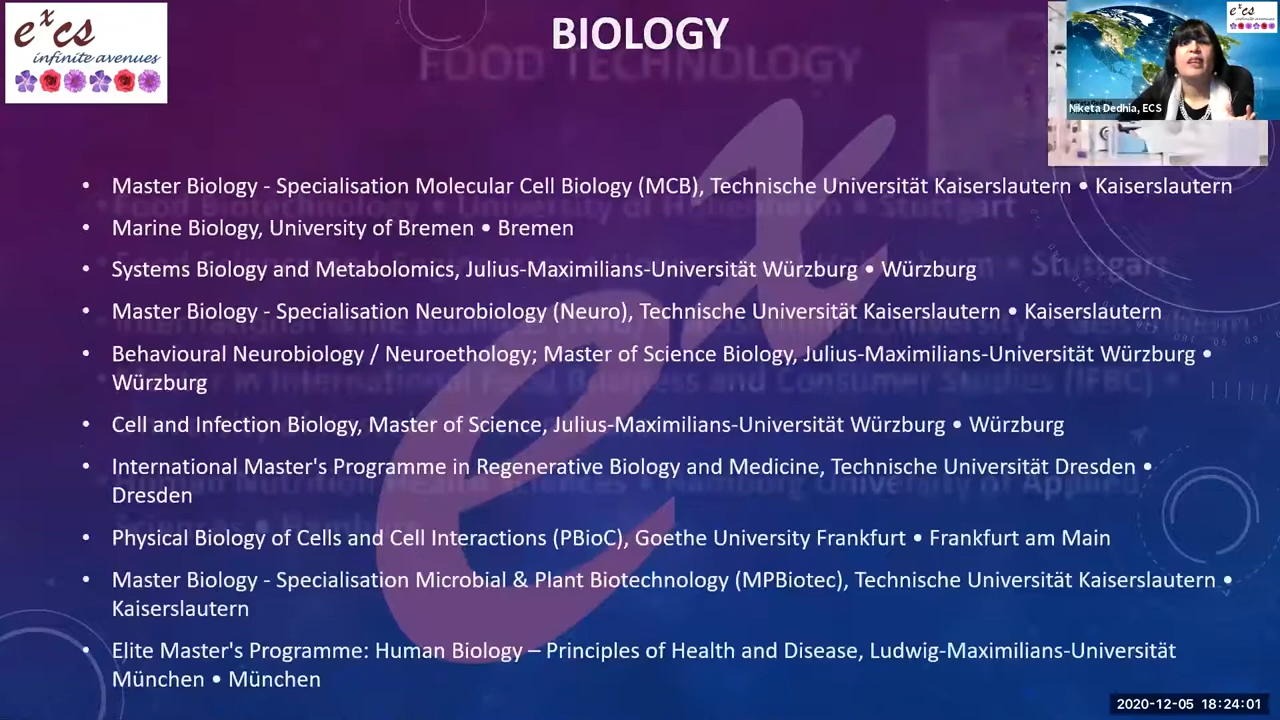 excs
infinite avenues
BIOLOGY
FOOD TECHNOLOGY
Niketa Dedhia, ECS
• Master Biology - Specialisation Molecular Cell Biology (MCB), Technische Universität Kaiserslautern • Kaiserslautern
• Marine Biology, University of Bremen • Bremen
• Systems Biology and Metabolomics, Julius-Maximilians-Universität Würzburg • Würzburg
• Master Biology - Specialisation Neurobiology (Neuro), Technische Universität Kaiserslautern • Kaiserslautern
• Behavioural Neurobiology / Neuroethology; Master of Science Biology, Julius-Maximilians-Universität Würzburg •
Würzburg
• Cell and Infection Biology, Master of Science, Julius-Maximilians-Universität Würzburg • Würzburg
• International Master's Programme in Regenerative Biology and Medicine, Technische Universität Dresden •
Dresden
• Physical Biology of Cells and Cell Interactions (PBioC), Goethe University Frankfurt • Frankfurt am Main
• Master Biology - Specialisation Microbial & Plant Biotechnology (MPBiotec), Technische Universität Kaiserslautern •
Kaiserslautern
• Elite Master's Programme: Human Biology – Principles of Health and Disease, Ludwig-Maximilians-Universität
München • München
2020-12-05 18:24:01